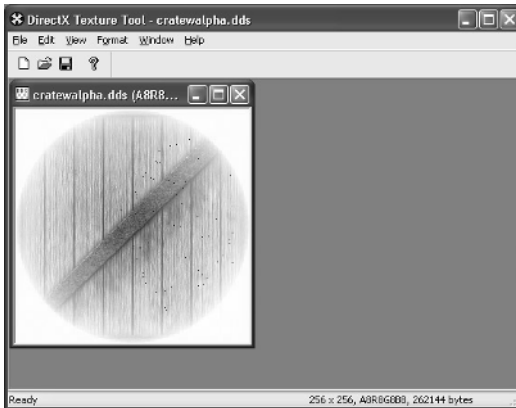 DirectX Texture Tool - cratewalpha.dds
File Edit View Format Window Help
cratewalpha.dds (A8R8...
Ready 256 x 256, A8R8G8B8, 262144 bytes